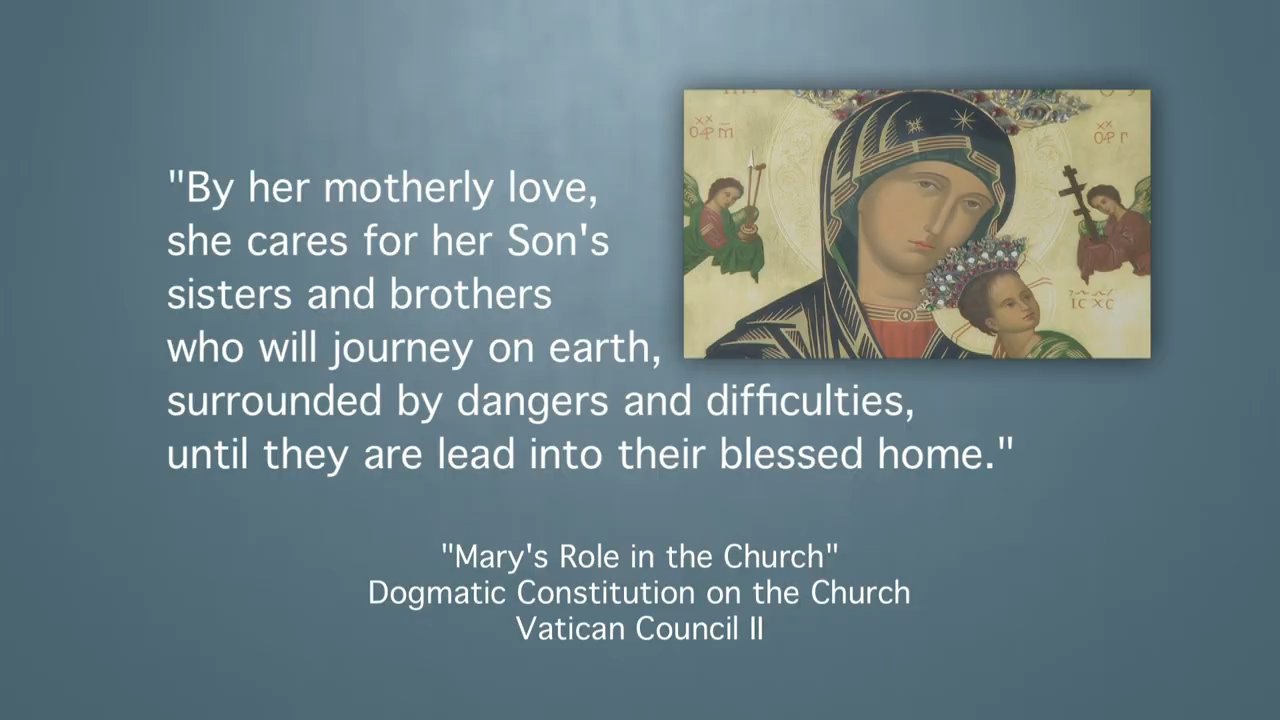 "By her motherly love,
she cares for her Son's
sisters and brothers
who will journey on earth,
surrounded by dangers and difficulties,
until they are lead into their blessed home."
"Mary's Role in the Church"
Dogmatic Constitution on the Church
Vatican Council II
IC XC